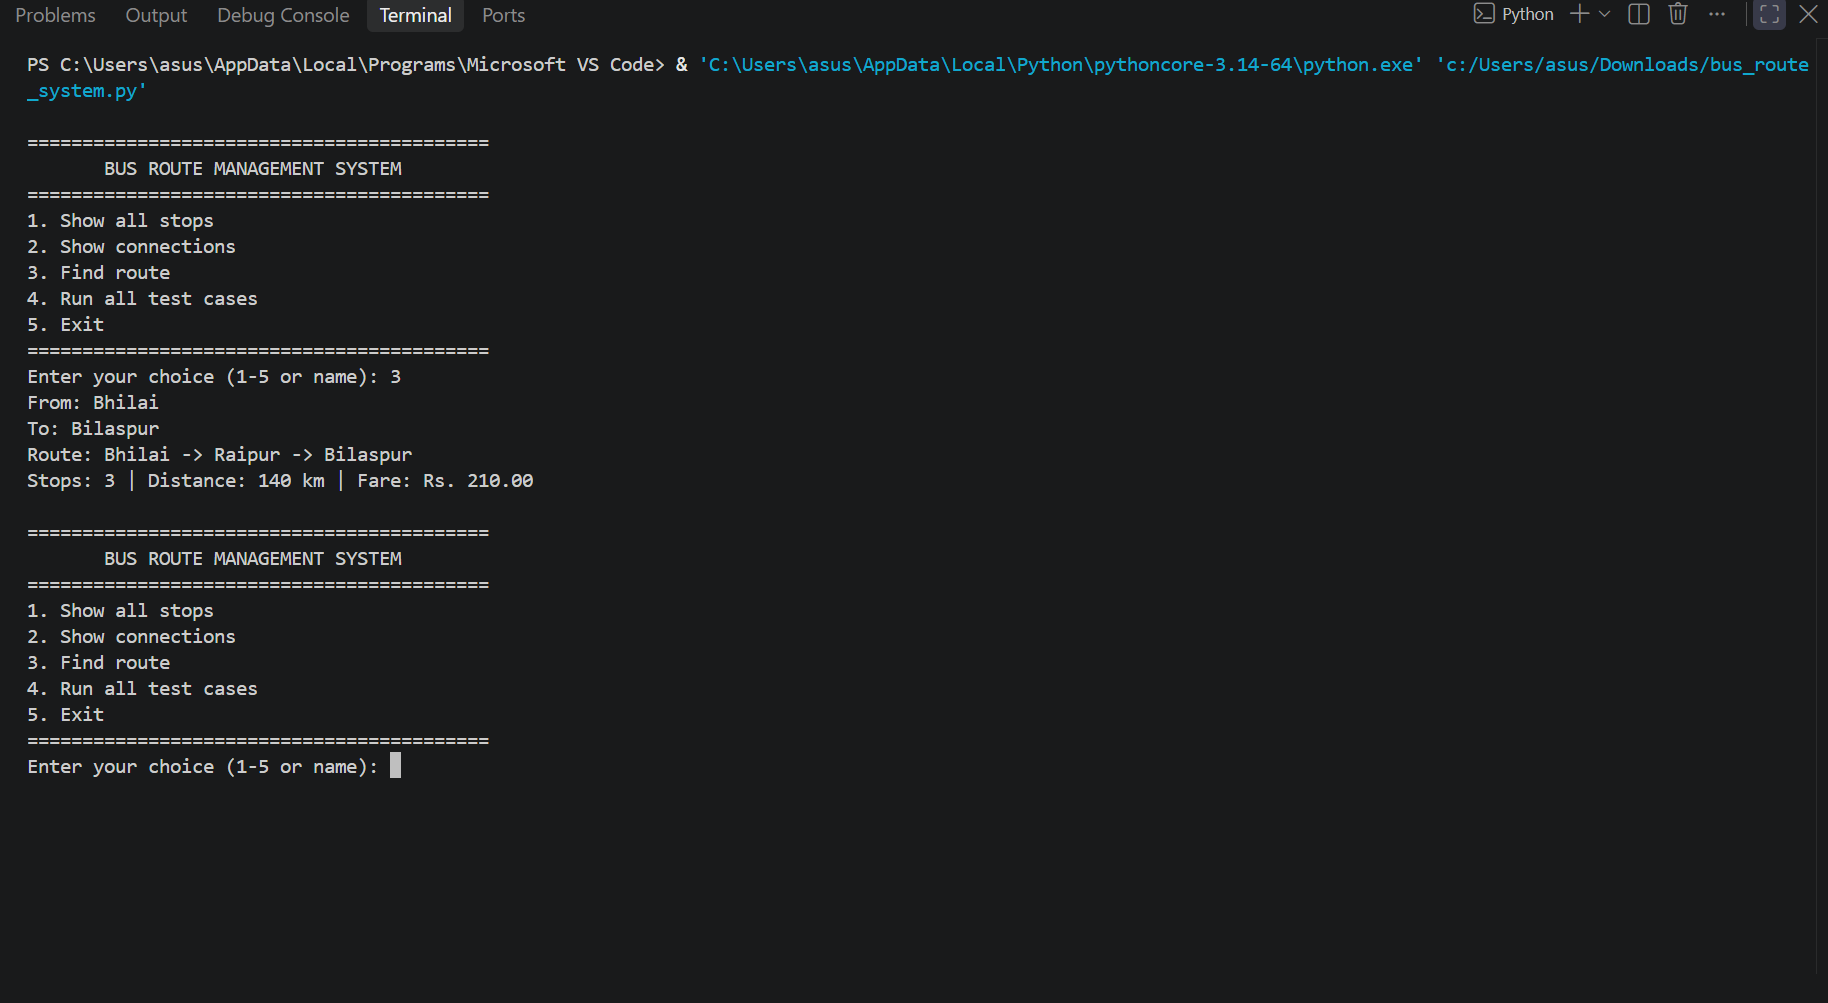 Problems Output Debug Console Terminal Ports Python
PS C:\Users\asus\AppData\Local\Programs\Microsoft VS Code> & 'C:\Users\asus\AppData\Local\Python\pythoncore-3.14-64\python.exe' 'c:/Users/asus/Downloads/bus_route
_system.py'
==========================================
BUS ROUTE MANAGEMENT SYSTEM
==========================================
1. Show all stops
2. Show connections
3. Find route
4. Run all test cases
5. Exit
==========================================
Enter your choice (1-5 or name): 3
From: Bhilai
To: Bilaspur
Route: Bhilai -> Raipur -> Bilaspur
Stops: 3 | Distance: 140 km | Fare: Rs. 210.00
==========================================
BUS ROUTE MANAGEMENT SYSTEM
==========================================
1. Show all stops
2. Show connections
3. Find route
4. Run all test cases
5. Exit
==========================================
Enter your choice (1-5 or name):